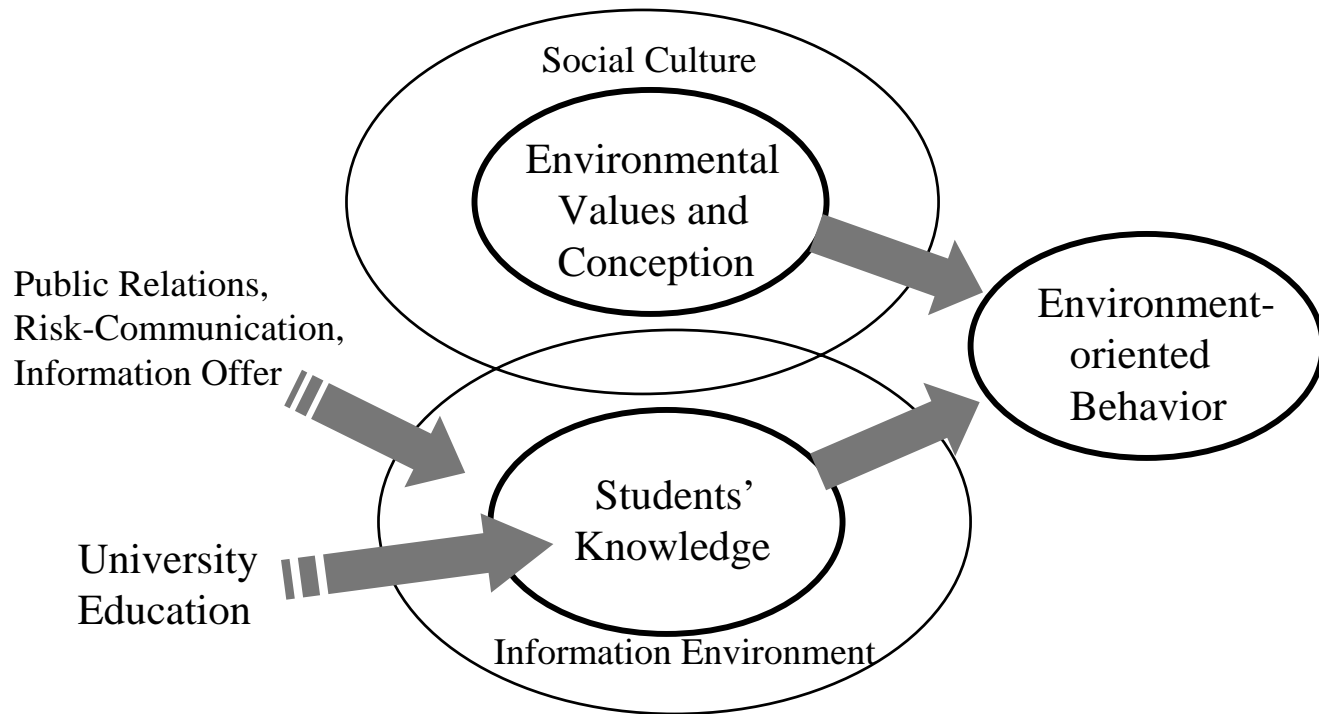 Social Culture
Environmental
Values and
Conception
Public Relations,
Risk-Communication,
Information Offer
Environment-
oriented
Behavior
Students’
Knowledge
University
Education
Information Environment